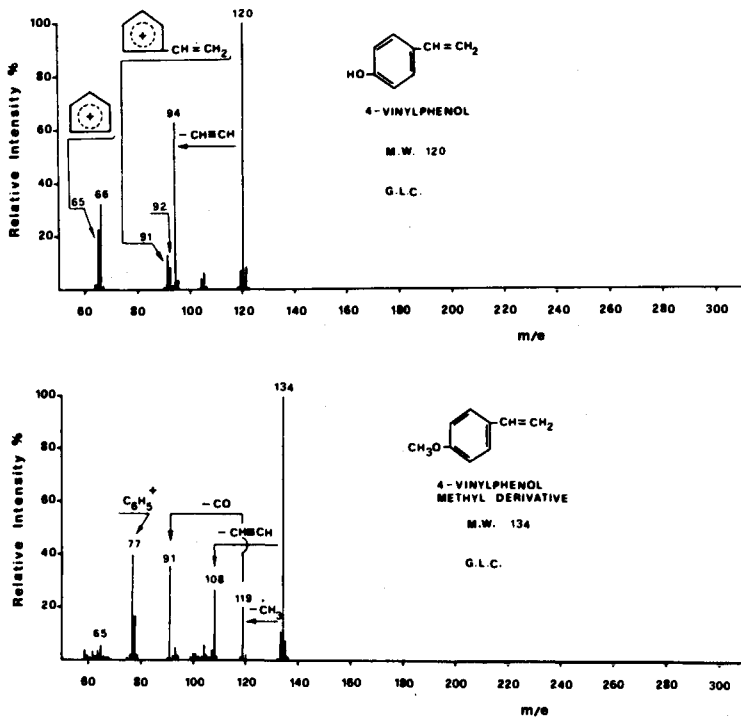 120
100
80
60
40
20
Relative Intensity %
+
+
CH=CH2
94
-CH≡CH
65
66
92
91
HO
CH=CH2
4-VINYLPHENOL
M.W. 120
G.L.C.
60 80 100 120 140 160 180 200 220 240 260 280 300
m/e
134
100
80
60
40
20
Relative Intensity %
C6H5+
77
-CO
91
-CH≡CH
108
119
-CH3
65
CH3O
CH=CH2
4-VINYLPHENOL
METHYL DERIVATIVE
M.W. 134
G.L.C.
60 80 100 120 140 160 180 200 220 240 260 280 300
m/e